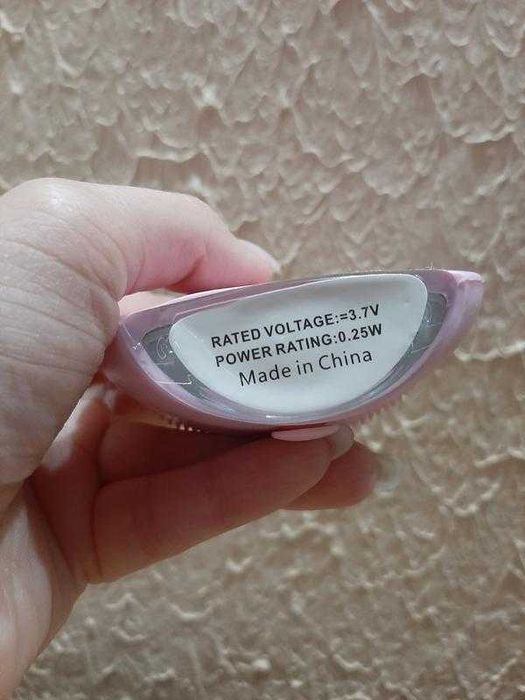 RATED VOLTAGE:=3.7V
POWER RATING:0.25W
Made in China